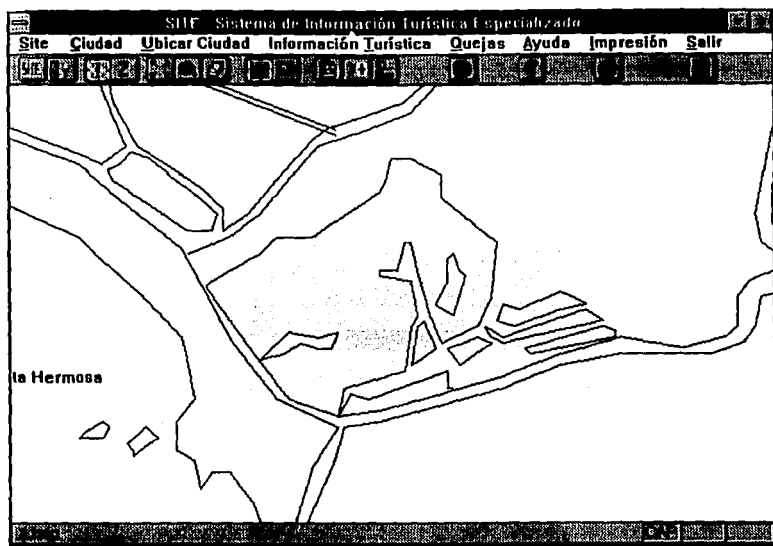 SITE Sistema de Información Turística Especializado
Site Ciudad Ubicar Ciudad Información Turística Quejas Ayuda Impresión Salir
ta Hermosa